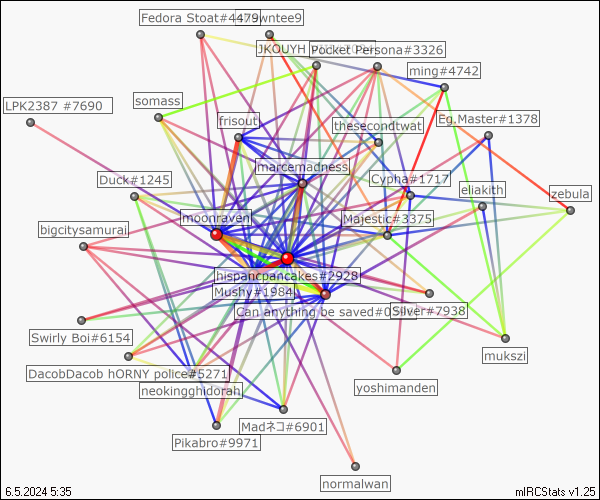 Fedora Stoat#4479
JKOUYH
Pocket Persona#3326
ming#4742
LPK2387 #7690
somass
frisout
thesecondtwat
Eg.Master#1378
marcemadness
Duck#1245
Cypha#1717
eliakith
zebula
moonraven
Majestic#3375
bigcitysamurai
hispancpancakes#2928
Mushy#1984
Can anything be saved#0
Silver#7938
Swirly Boi#6154
mukszi
DacobDacob hORNY police#5271
neokingghidorah
yoshimanden
Madネコ#6901
Pikabro#9971
normalwan
6.5.2024 5:35
mIRCStats v1.25